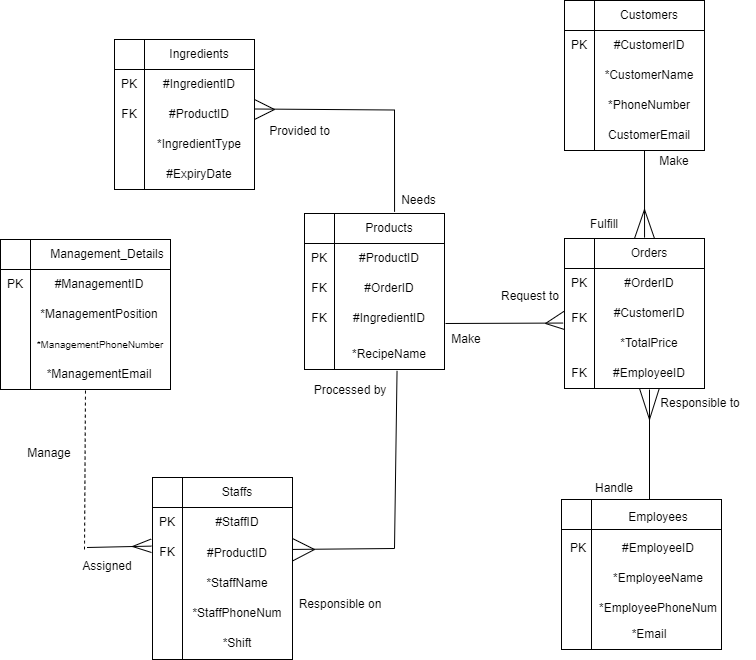 Customers
PK #CustomerID
*CustomerName
*PhoneNumber
CustomerEmail
Make
Ingredients
PK #IngredientID
FK #ProductID
*IngredientType
#ExpiryDate
Provided to
Needs
Fulfill
Products
PK #ProductID
FK #OrderID
FK #IngredientID
*RecipeName
Orders
PK #OrderID
FK #CustomerID
*TotalPrice
FK #EmployeeID
Request to
Make
Management_Details
PK #ManagementID
*ManagementPosition
*ManagementPhoneNumber
*ManagementEmail
Processed by
Responsible to
Manage
Handle
Staffs
PK #StaffID
FK #ProductID
*StaffName
*StaffPhoneNum
*Shift
Assigned
Responsible on
Employees
PK #EmployeeID
*EmployeeName
*EmployeePhoneNum
*Email